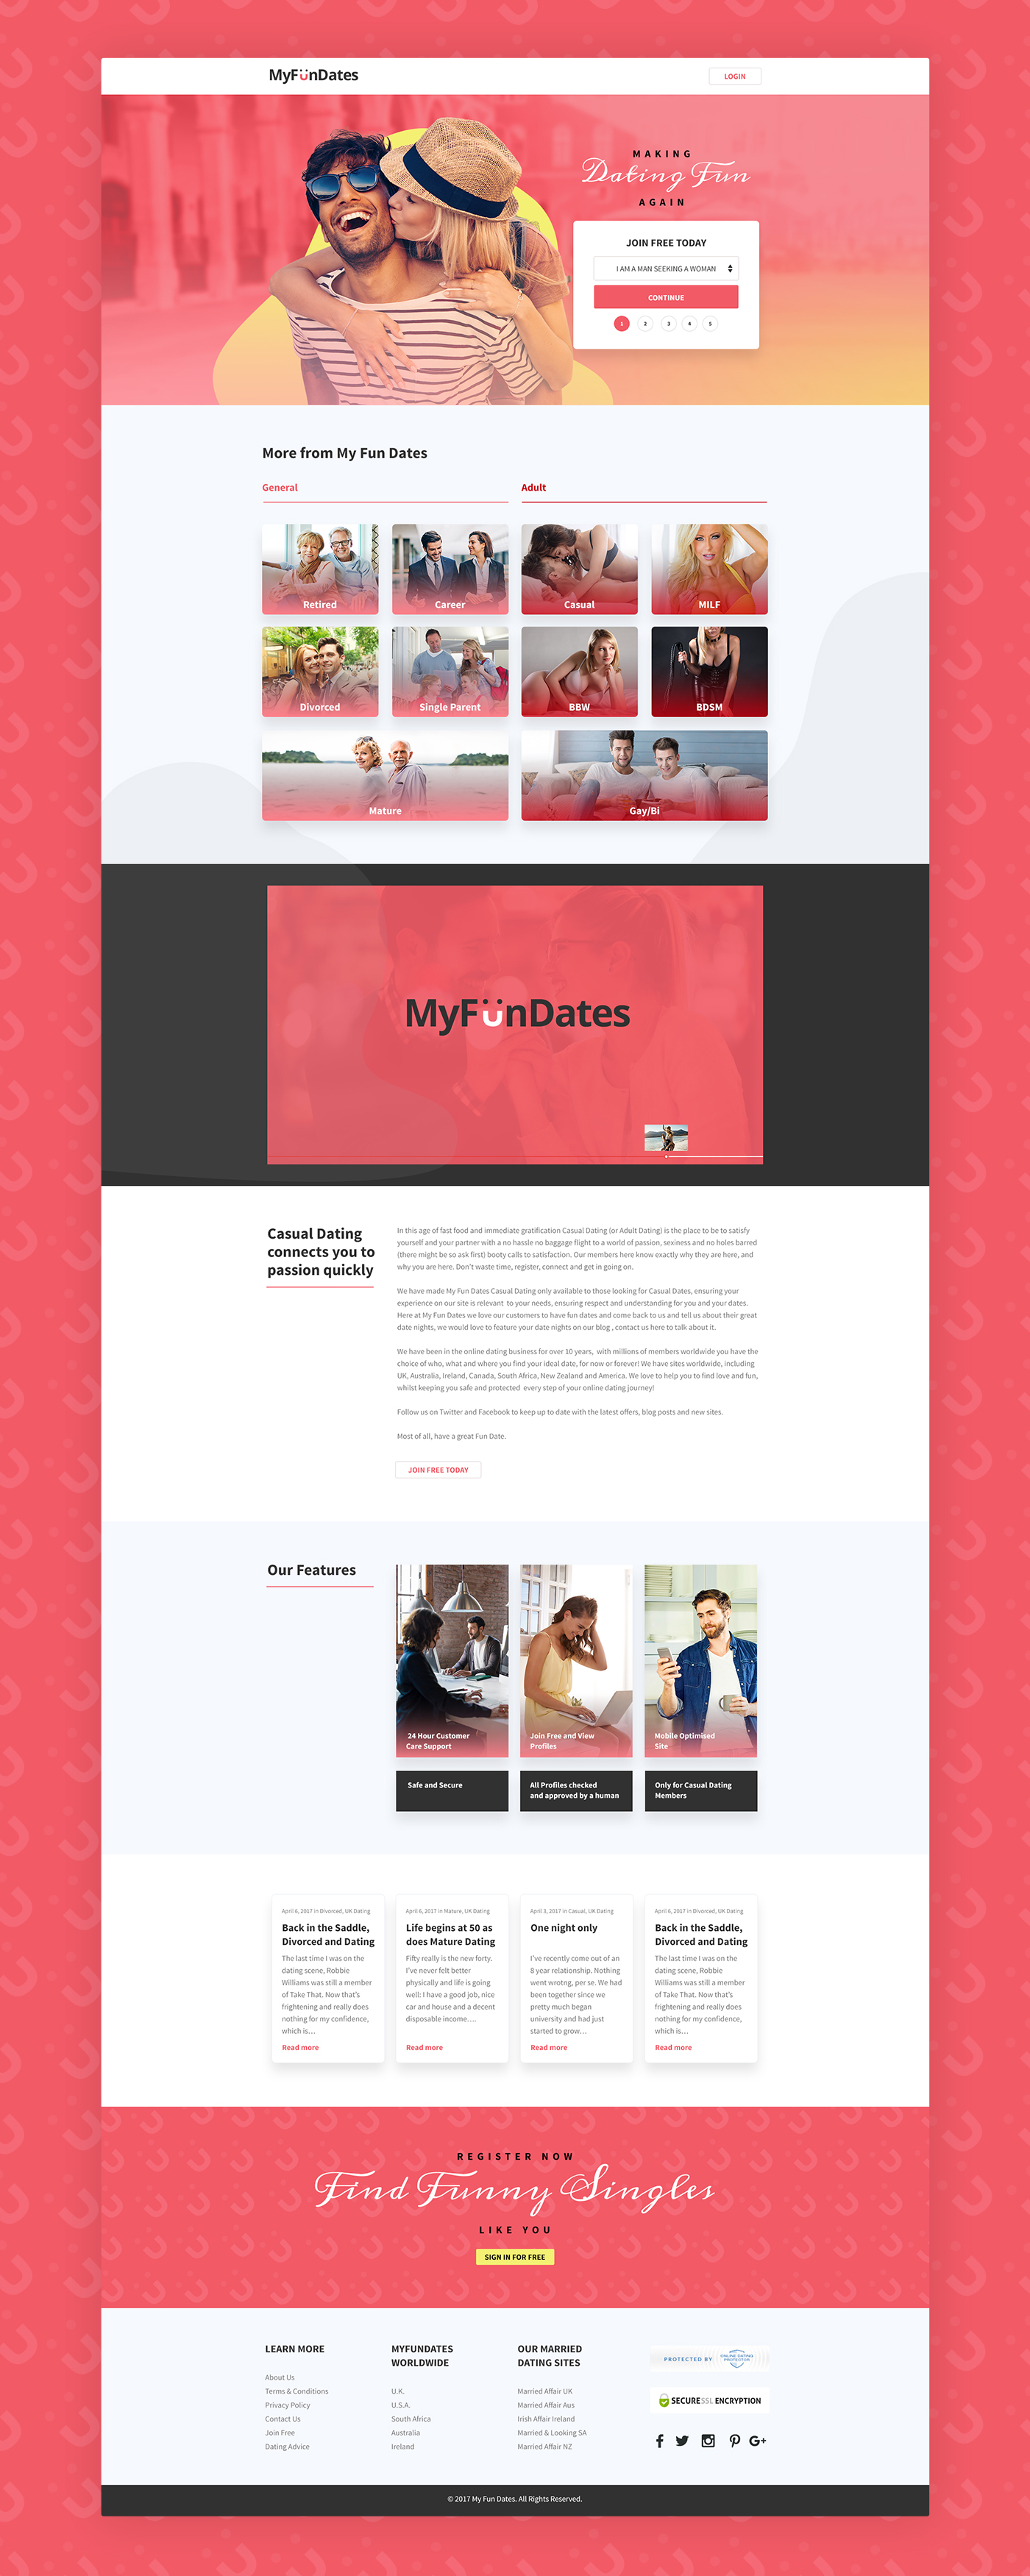 MyFünDates
LOGIN
MAKING
Dating Fun
AGAIN
JOIN FREE TODAY
I AM A MAN SEEKING A WOMAN
CONTINUE
1 2 3 4 5
More from My Fun Dates
General
Adult
Retired
Career
Casual
MILF
Divorced
Single Parent
BBW
BDSM
Mature
Gay/Bi
MyFünDates
Casual Dating
connects you to
passion quickly
In this age of fast food and immediate gratification Casual Dating (or Adult Dating) is the place to be to satisfy
yourself and your partner with a no hassle no baggage flight to a world of passion, sexiness and no holes barred
(there might be so ask first) booty calls to satisfaction. Our members here know exactly why they are here, and
why you are here. Don't waste time, register, connect and get in going on.
We have made My Fun Dates Casual Dating only available to those looking for Casual Dates, ensuring your
experience on our site is relevant to your needs, ensuring respect and understanding for you and your dates.
Here at My Fun Dates we love our customers to have fun dates and come back to us and tell us about their great
date nights, we would love to feature your date nights on our blog , contact us here to talk about it.
We have been in the online dating business for over 10 years, with millions of members worldwide you have the
choice of who, what and where you find your ideal date, for now or forever! We have sites worldwide, including
UK, Australia, Ireland, Canada, South Africa, New Zealand and America. We love to help you to find love and fun,
whilst keeping you safe and protected every step of your online dating journey!
Follow us on Twitter and Facebook to keep up to date with the latest offers, blog posts and new sites.
Most of all, have a great Fun Date.
JOIN FREE TODAY
Our Features
24 Hour Customer
Care Support
Join Free and View
Profiles
Mobile Optimised
Site
Safe and Secure
All Profiles checked
and approved by a human
Only for Casual Dating
Members
April 6, 2017 in Divorced, UK Dating
Back in the Saddle,
Divorced and Dating
The last time I was on the
dating scene, Robbie
Williams was still a member
of Take That. Now that's
frightening and really does
nothing for my confidence,
which is…
Read more
April 6, 2017 in Mature, UK Dating
Life begins at 50 as
does Mature Dating
Fifty really is the new forty.
I've never felt better
physically and life is going
well: I have a good job, nice
car and house and a decent
disposable income….
Read more
April 3, 2017 in Casual, UK Dating
One night only
I've recently come out of an
8 year relationship. Nothing
went wrotng, per se. We had
been together since we
pretty much began
university and had just
started to grow…
Read more
April 6, 2017 in Divorced, UK Dating
Back in the Saddle,
Divorced and Dating
The last time I was on the
dating scene, Robbie
Williams was still a member
of Take That. Now that's
frightening and really does
nothing for my confidence,
which is…
Read more
REGISTER NOW
Find Funny Singles
LIKE YOU
SIGN IN FOR FREE
LEARN MORE
About Us
Terms & Conditions
Privacy Policy
Contact Us
Join Free
Dating Advice
MYFUNDATES
WORLDWIDE
U.K.
U.S.A.
South Africa
Australia
Ireland
OUR MARRIED
DATING SITES
Married Affair UK
Married Affair Aus
Irish Affair Ireland
Married & Looking SA
Married Affair NZ
PROTECTED BY
ONLINE DATING
PROTECTOR
SECURE SSL ENCRYPTION
© 2017 My Fun Dates. All Rights Reserved.